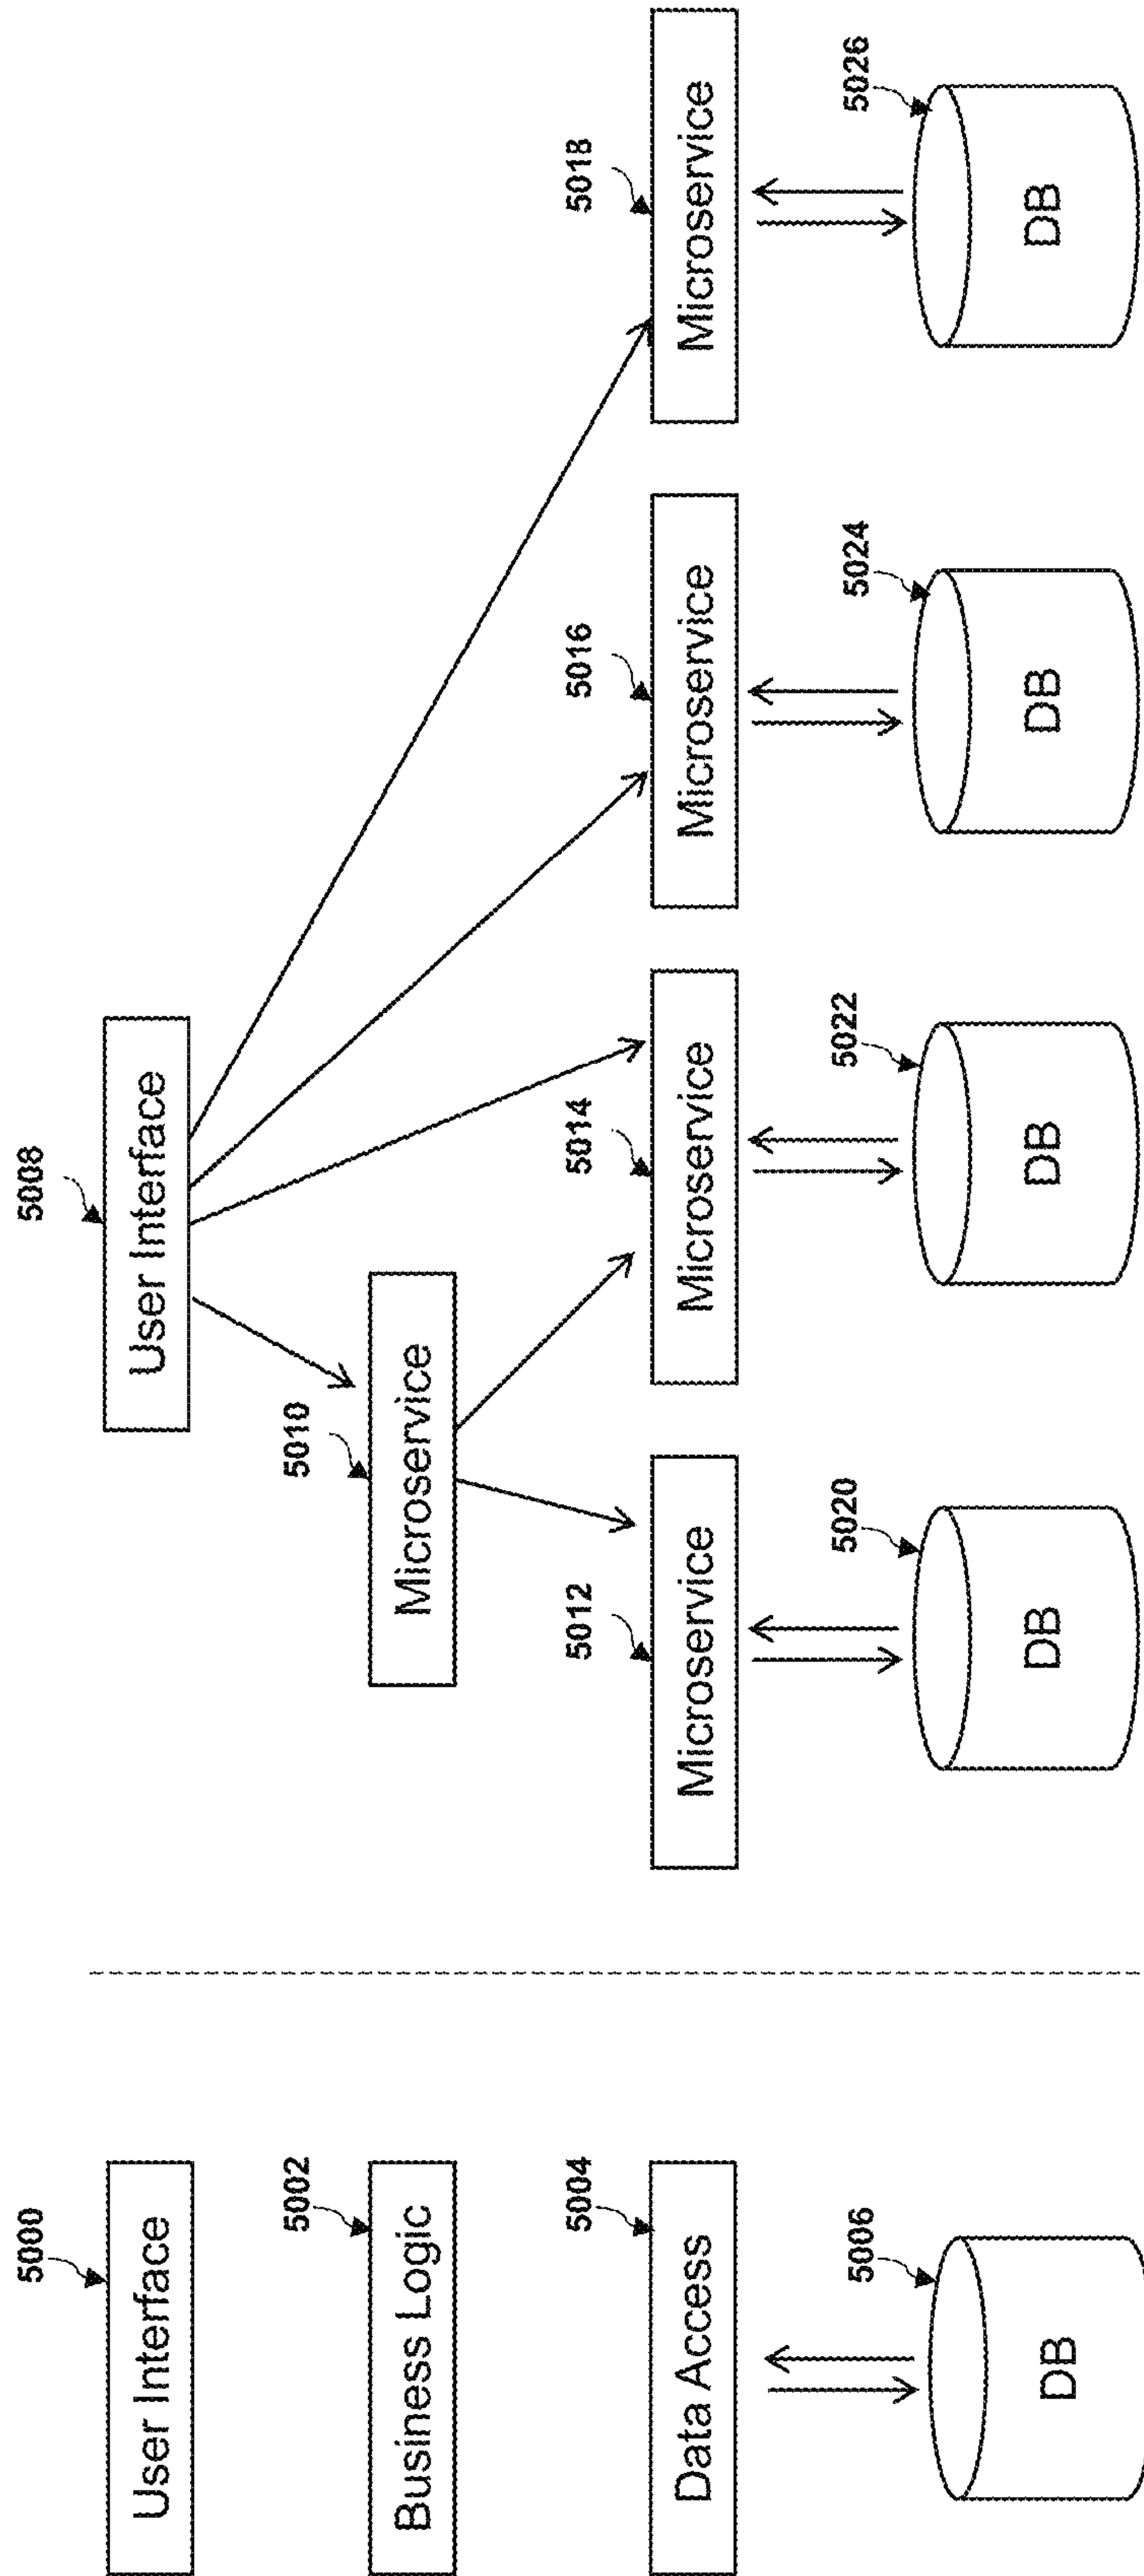 5000
User Interface
5002
Business Logic
5004
Data Access
5006
DB
5008
User Interface
5010
Microservice
5012
Microservice
5014
Microservice
5016
Microservice
5018
Microservice
5020
DB
5022
DB
5024
DB
5026
DB